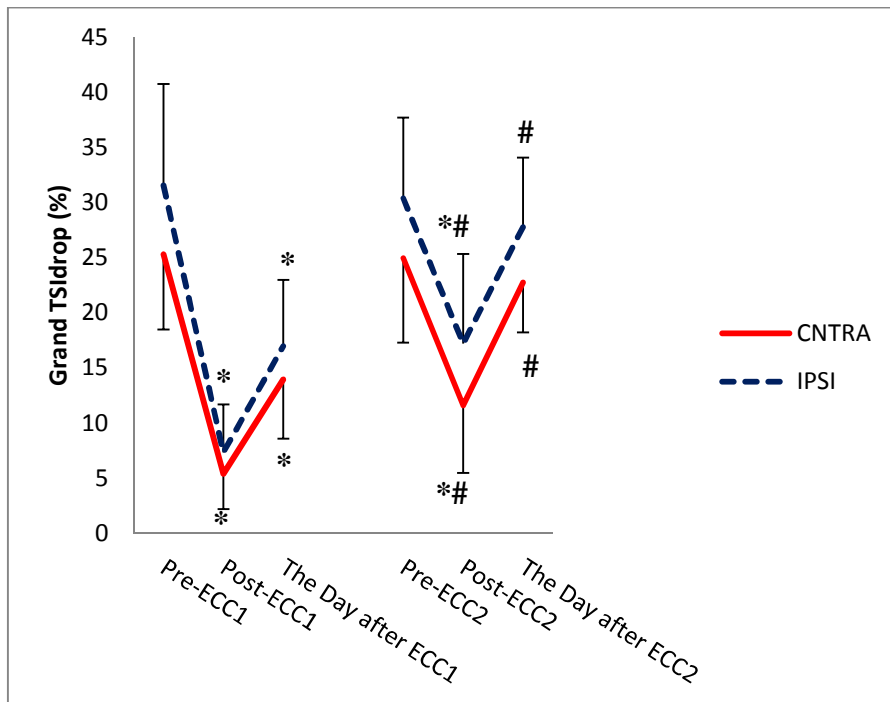 45
40
35
30
25
20
15
10
5
0
Grand TSIdrop (%)
*
*
*
*
*#
*#
#
#
Pre-ECC1
Post-ECC1
The Day after ECC1
Pre-ECC2
Post-ECC2
The Day after ECC2
CNTRA
IPSI